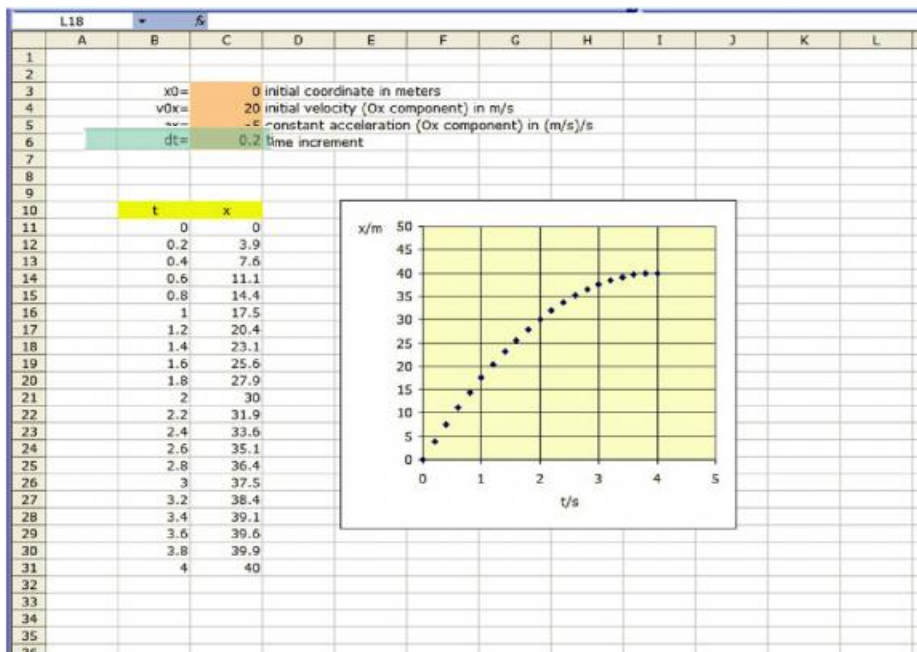 L18 fx
A B C D E F G H I J K L
1
2
3 x0= 0 initial coordinate in meters
4 v0x= 20 initial velocity (Ox component) in m/s
5 ax= -5 constant acceleration (Ox component) in (m/s)/s
6 dt= 0.2 time increment
7
8
9
10 t x
11 0 0
12 0.2 3.9
13 0.4 7.6
14 0.6 11.1
15 0.8 14.4
16 1 17.5
17 1.2 20.4
18 1.4 23.1
19 1.6 25.6
20 1.8 27.9
21 2 30
22 2.2 31.9
23 2.4 33.6
24 2.6 35.1
25 2.8 36.4
26 3 37.5
27 3.2 38.4
28 3.4 39.1
29 3.6 39.6
30 3.8 39.9
31 4 40
32
33
34
35
36
x/m 50
45
40
35
30
25
20
15
10
5
0
0 1 2 3 4 5
t/s